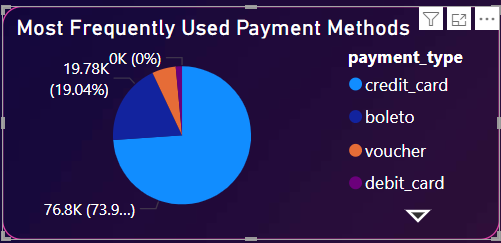 Most Frequently Used Payment Methods
0K (0%)
19.78K
(19.04%)
76.8K (73.9...)
payment_type
credit_card
boleto
voucher
debit_card